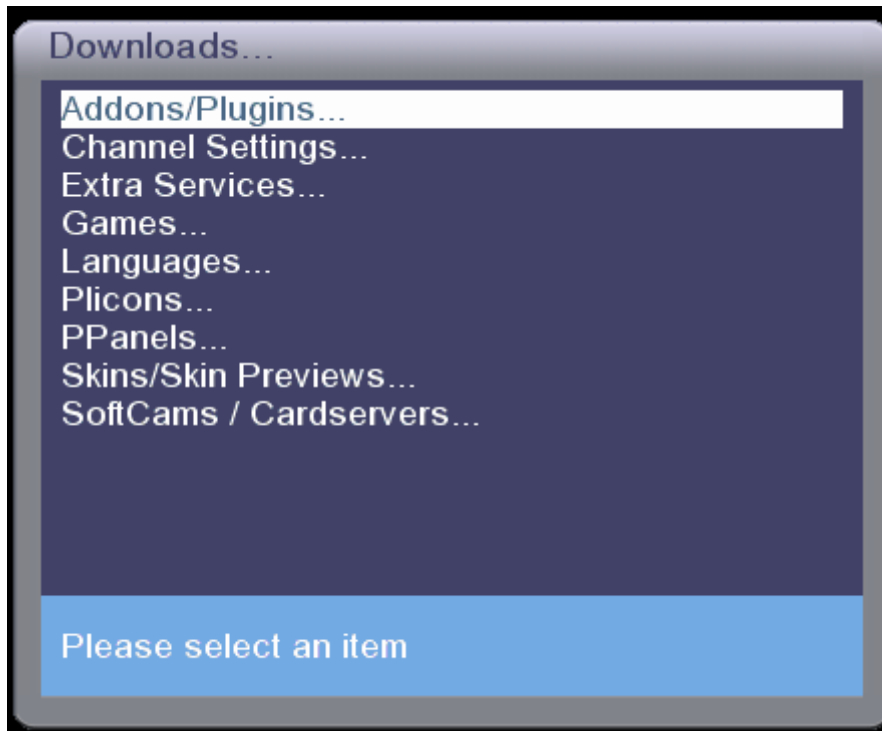 Downloads...
Addons/Plugins...
Channel Settings...
Extra Services...
Games...
Languages...
Plicons...
PPanels...
Skins/Skin Previews...
SoftCams / Cardservers...
Please select an item